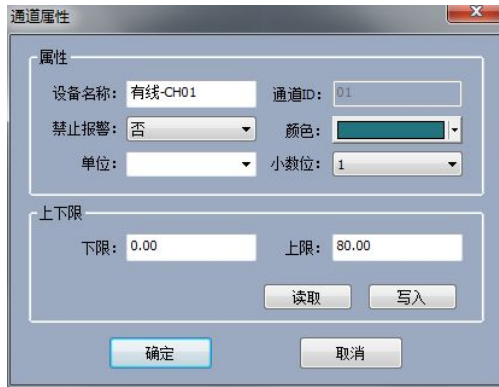 通道属性
属性
设备名称: 有线-CH01 通道ID: 01
禁止报警: 否 颜色:
单位: 小数位: 1
上下限
下限: 0.00 上限: 80.00
读取 写入
确定 取消